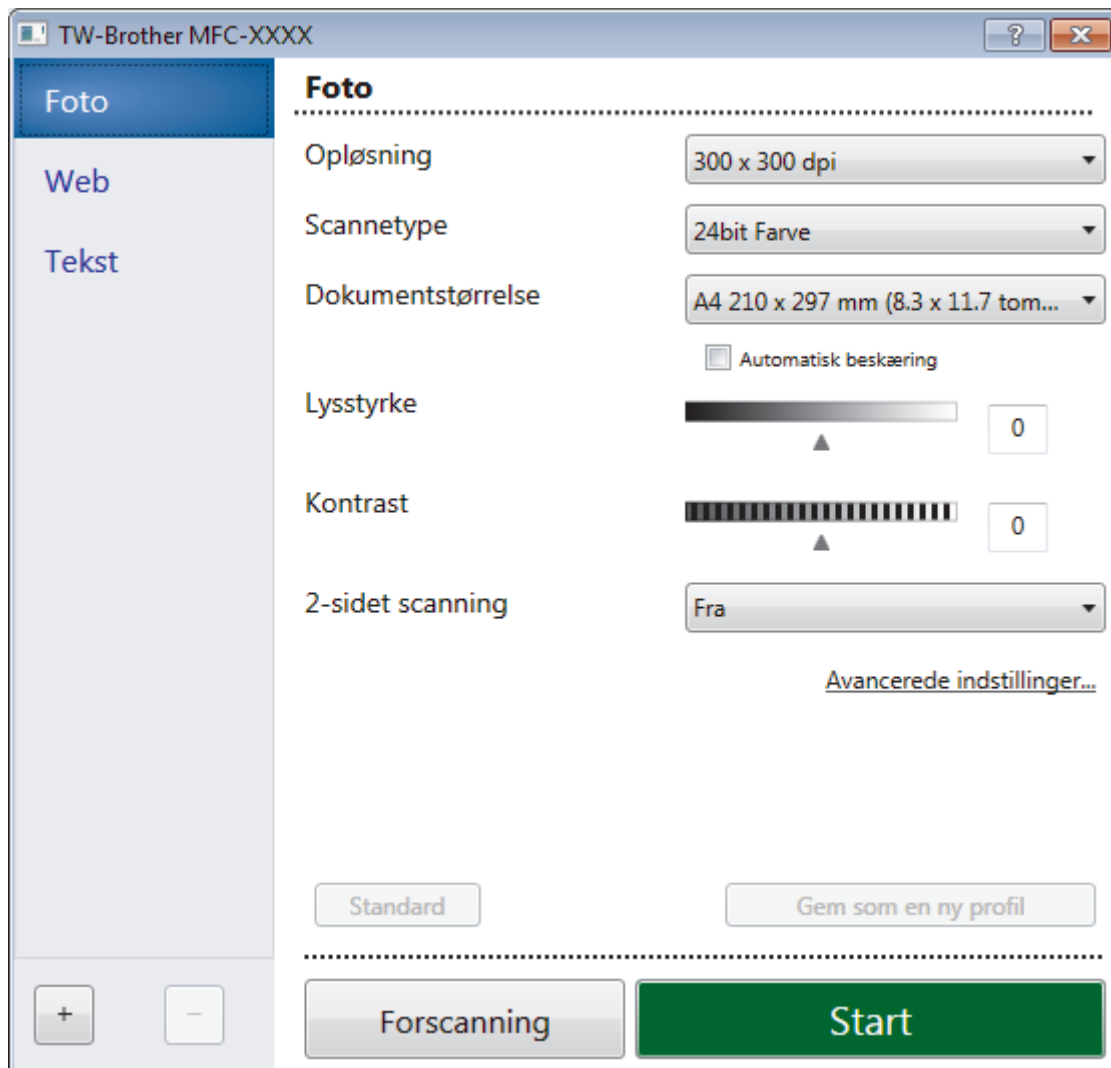 TW-Brother MFC-XXXX
?
Foto
Web
Tekst
Foto
Opløsning
300 x 300 dpi
Scannetype
24bit Farve
Dokumentstørrelse
A4 210 x 297 mm (8.3 x 11.7 tom...
Automatisk beskæring
Lysstyrke
0
Kontrast
0
2-sidet scanning
Fra
Avancerede indstillinger...
Standard
Gem som en ny profil
+
−
Forscanning
Start